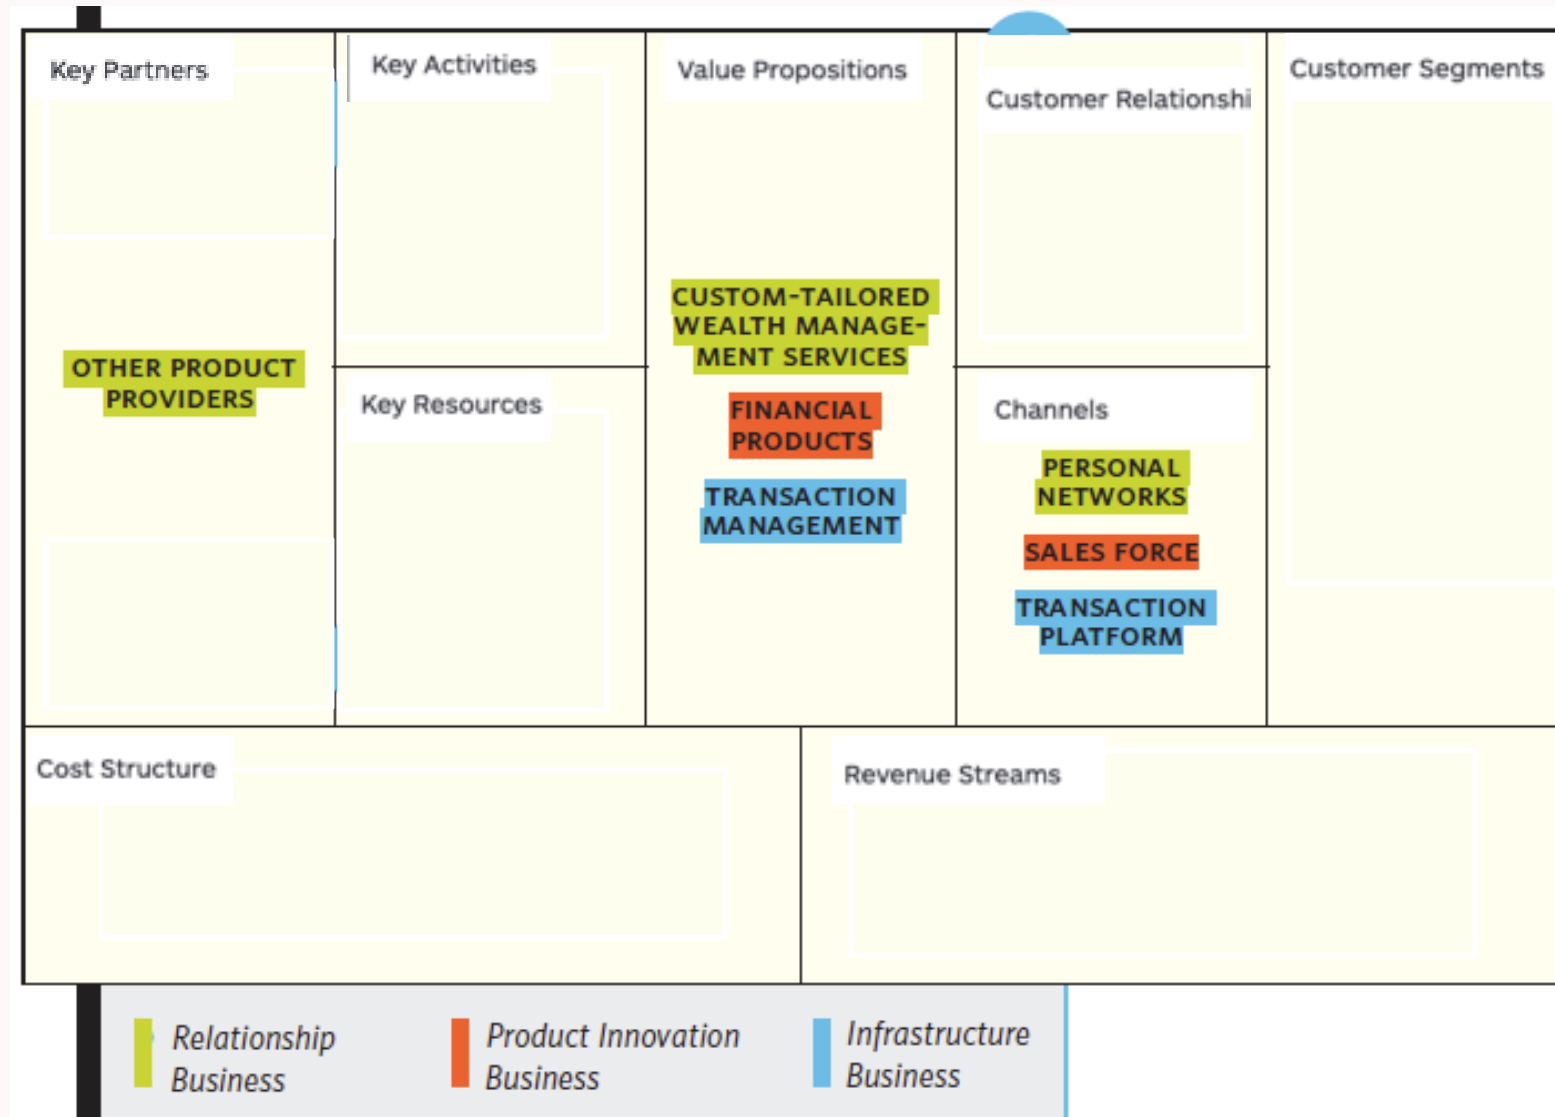 Key Partners
OTHER PRODUCT
PROVIDERS
Key Activities
Key Resources
Value Propositions
CUSTOM-TAILORED
WEALTH MANAGE-
MENT SERVICES
FINANCIAL
PRODUCTS
TRANSACTION
MANAGEMENT
Customer Relationshi
Channels
PERSONAL
NETWORKS
SALES FORCE
TRANSACTION
PLATFORM
Customer Segments
Cost Structure
Revenue Streams
Relationship
Business
Product Innovation
Business
Infrastructure
Business